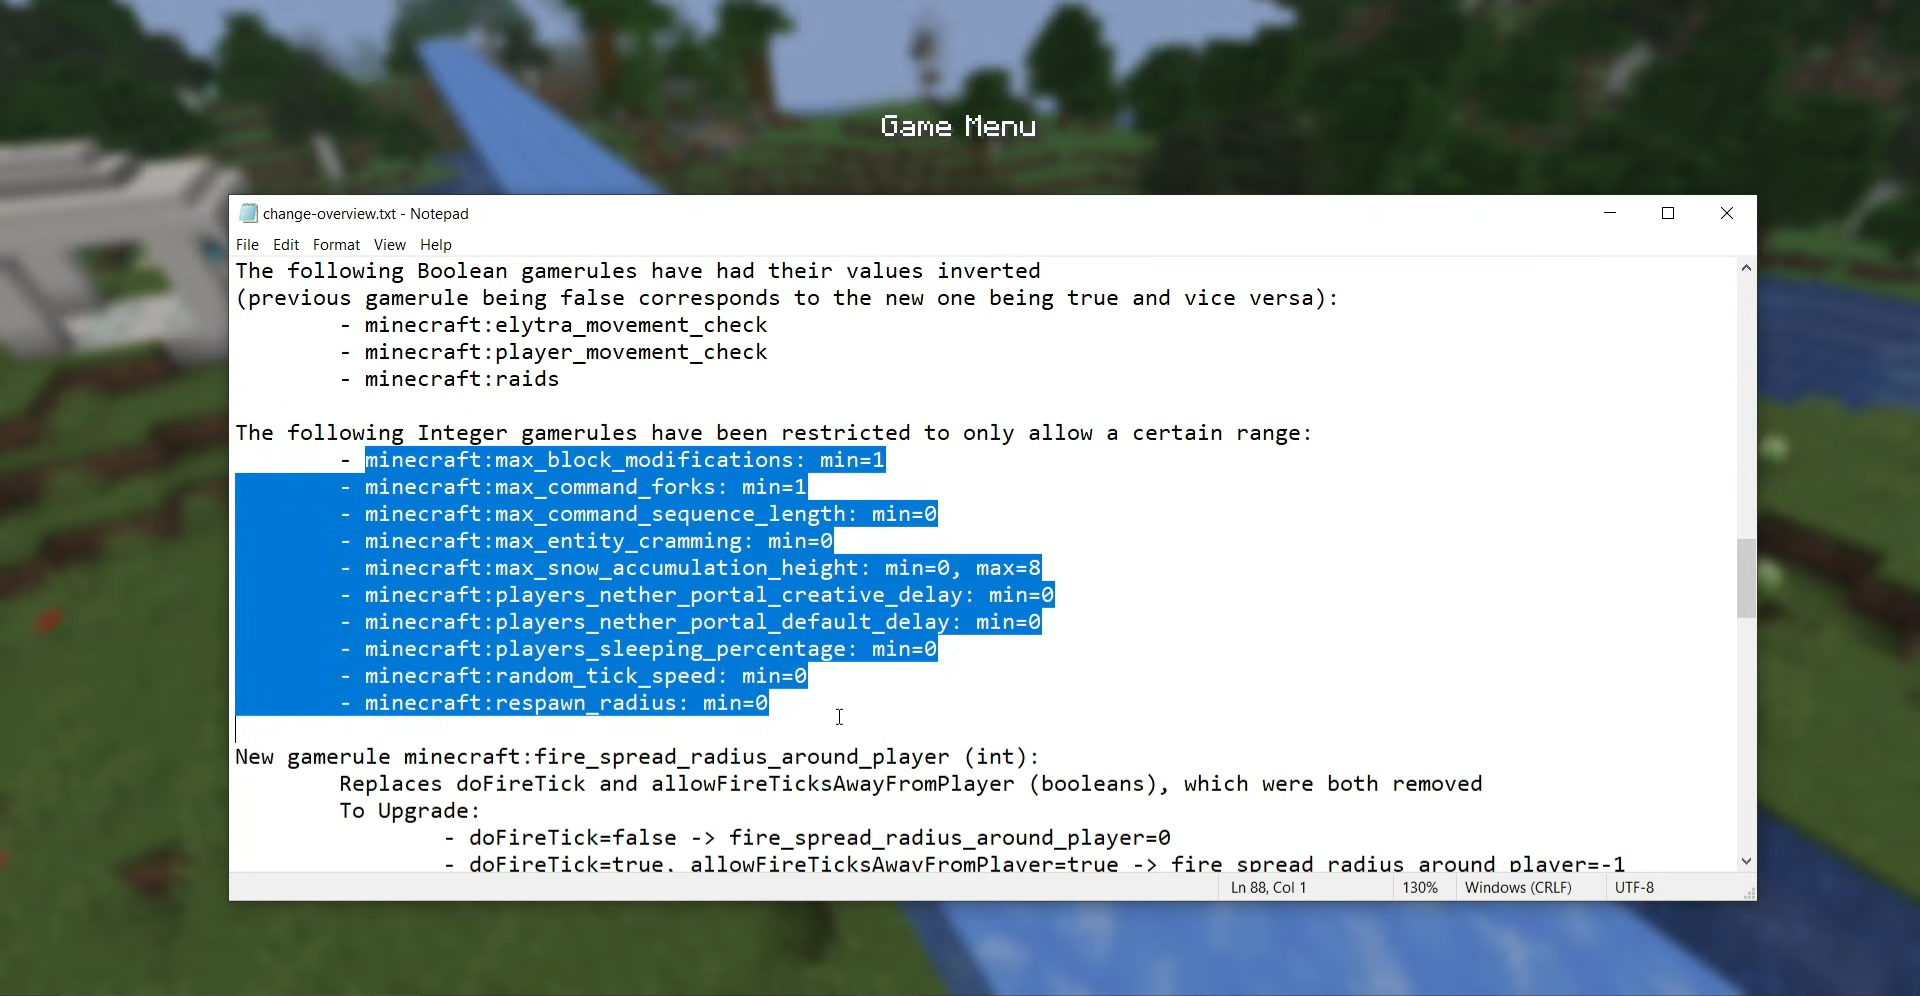 Game Menu
change-overview.txt - Notepad
File Edit Format View Help
The following Boolean gamerules have had their values inverted
(previous gamerule being false corresponds to the new one being true and vice versa):
- minecraft:elytra_movement_check
- minecraft:player_movement_check
- minecraft:raids
The following Integer gamerules have been restricted to only allow a certain range:
- minecraft:max_block_modifications: min=1
- minecraft:max_command_forks: min=1
- minecraft:max_command_sequence_length: min=0
- minecraft:max_entity_cramming: min=0
- minecraft:max_snow_accumulation_height: min=0, max=8
- minecraft:players_nether_portal_creative_delay: min=0
- minecraft:players_nether_portal_default_delay: min=0
- minecraft:players_sleeping_percentage: min=0
- minecraft:random_tick_speed: min=0
- minecraft:respawn_radius: min=0
New gamerule minecraft:fire_spread_radius_around_player (int):
Replaces doFireTick and allowFireTicksAwayFromPlayer (booleans), which were both removed
To Upgrade:
- doFireTick=false -> fire_spread_radius_around_player=0
- doFireTick=true, allowFireTicksAwayFromPlayer=true -> fire_spread_radius_around_player=-1
Ln 88, Col 1 130% Windows (CRLF) UTF-8